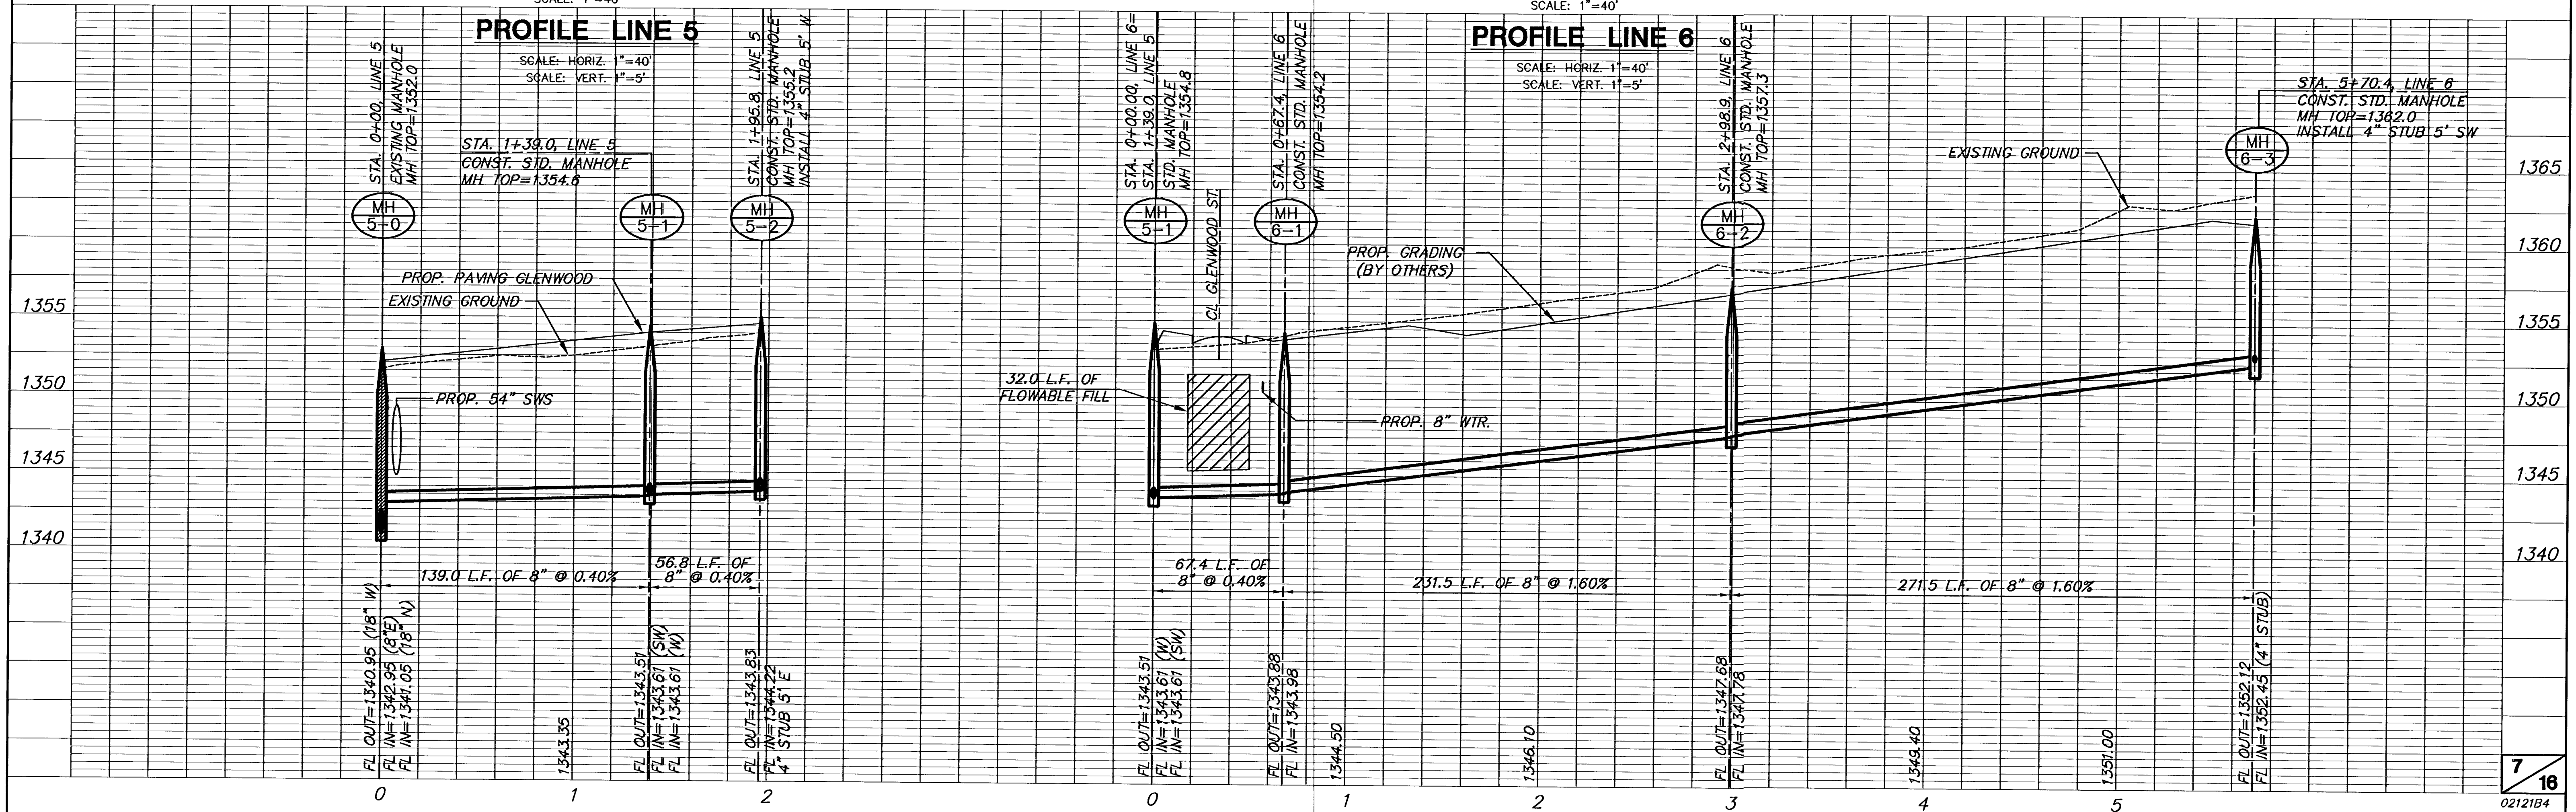 SCALE: 1"=40'
PROFILE LINE 5
SCALE: HORIZ. 1"=40'
SCALE: VERT. 1"=5'
STA. 0+00, LINE 5
EXISTING MANHOLE
MH TOP=1352.0
MH
5-0
STA. 1+39.0, LINE 5
CONST. STD. MANHOLE
MH TOP=1354.6
MH
5-1
STA. 1+95.8, LINE 5
CONST. STD. MANHOLE
MH TOP=1355.2
INSTALL 4" STUB 5' W
MH
5-2
PROP. PAVING GLENWOOD
EXISTING GROUND
PROP. 54" SWS
1355
1350
1345
1340
139.0 L.F. OF 8" @ 0.40%
56.8 L.F. OF
8" @ 0.40%
FL OUT=1340.95 (18" W)
FL IN=1342.95 (8"E)
FL IN=1341.05 (18" N)
1343.35
FL OUT=1343.51
FL IN=1343.61 (SW)
FL IN=1343.61 (W)
FL OUT=1343.83
FL IN=1344.22
4" STUB 5' E
0
1
2
SCALE: 1"=40'
PROFILE LINE 6
SCALE: HORIZ. 1"=40'
SCALE: VERT. 1"=5'
STA. 0+00.00, LINE 6=
STA. 1+39.0, LINE 5
STD. MANHOLE
MH TOP=1354.8
MH
5-1
CL GLENWOOD ST.
STA. 0+67.4, LINE 6
CONST. STD. MANHOLE
MH TOP=1354.2
MH
6-1
STA. 2+98.9, LINE 6
CONST. STD. MANHOLE
MH TOP=1357.3
MH
6-2
STA. 5+70.4, LINE 6
CONST. STD. MANHOLE
MH TOP=1362.0
INSTALL 4" STUB 5' SW
MH
6-3
EXISTING GROUND
PROP. GRADING
(BY OTHERS)
32.0 L.F. OF
FLOWABLE FILL
PROP. 8" WTR.
1365
1360
1355
1350
1345
1340
67.4 L.F. OF
8" @ 0.40%
231.5 L.F. OF 8" @ 1.60%
271.5 L.F. OF 8" @ 1.60%
FL OUT=1343.51
FL IN=1343.61 (W)
FL IN=1343.61 (SW)
FL OUT=1343.88
FL IN=1343.98
1344.50
1346.10
FL OUT=1347.68
FL IN=1347.78
1349.40
1351.00
FL OUT=1352.12
FL IN=1352.45 (4" STUB)
0
1
2
3
4
5
7
16
02121B4